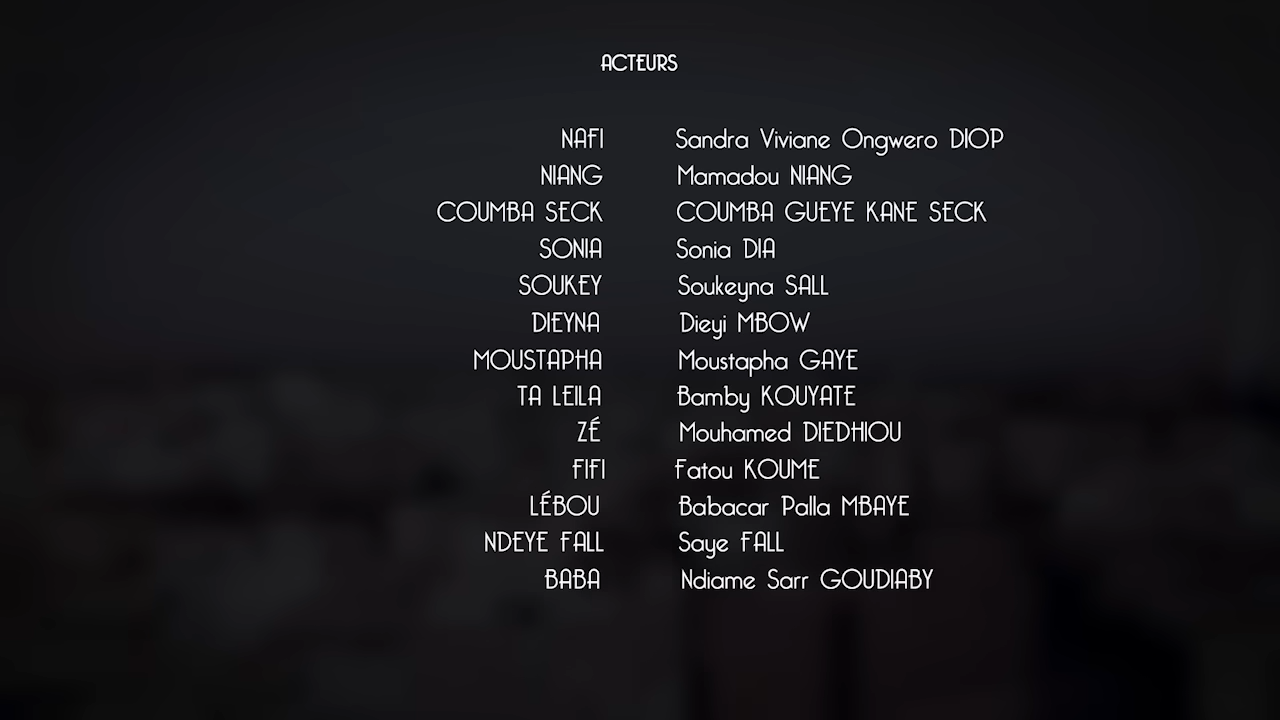 ACTEURS
NAFI Sandra Viviane Ongwero DIOP
NIANG Mamadou NIANG
COUMBA SECK COUMBA GUEYE KANE SECK
SONIA Sonia DIA
SOUKEY Soukeyna SALL
DIEYNA Dieyi MBOW
MOUSTAPHA Moustapha GAYE
TA LEILA Bamby KOUYATE
ZÉ Mouhamed DIEDHIOU
FIFI Fatou KOUME
LÉBOU Babacar Palla MBAYE
NDEYE FALL Saye FALL
BABA Ndiame Sarr GOUDIABY